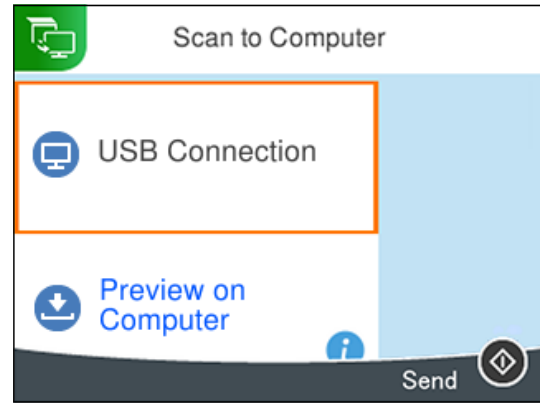 Scan to Computer
USB Connection
Preview on
Computer
i
Send